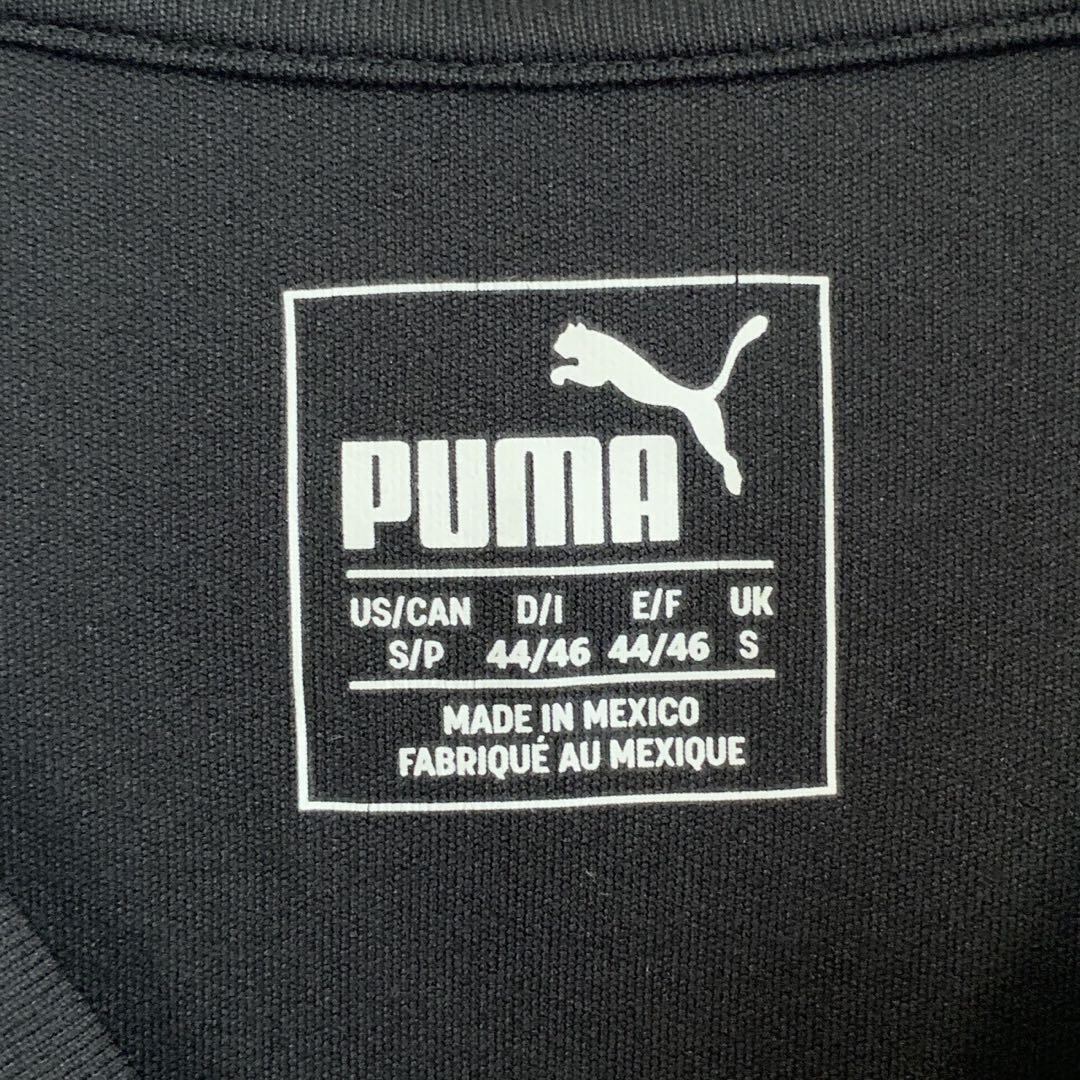 PUMA
US/CAN D/I E/F UK
S/P 44/46 44/46 S
MADE IN MEXICO
FABRIQUÉ AU MEXIQUE